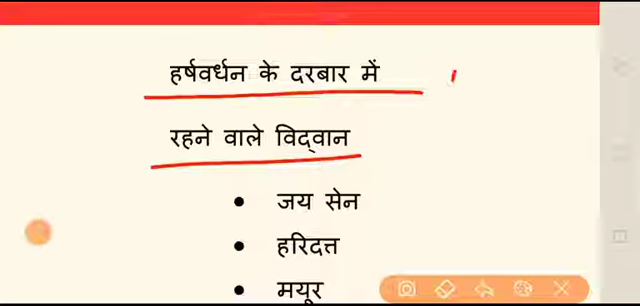 हर्षवर्धन के दरबार में
रहने वाले विद्वान
• जय सेन
• हरिदत्त
• मयूर